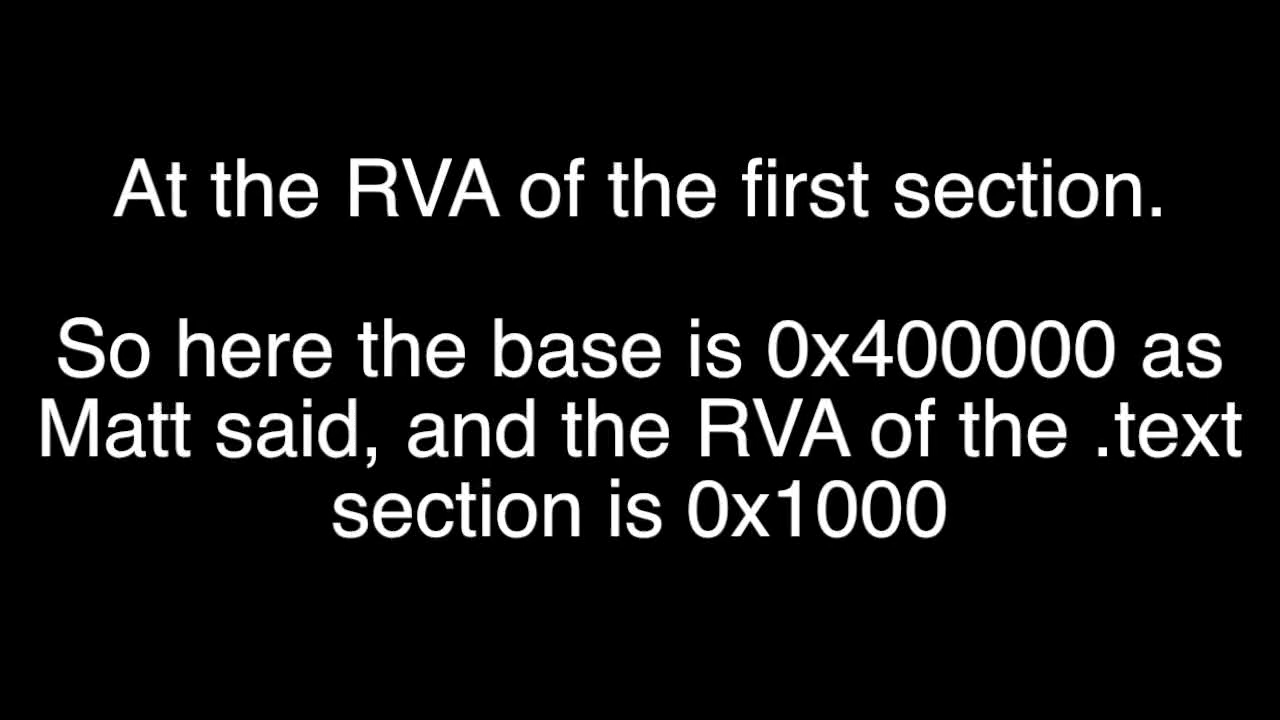 At the RVA of the first section.
So here the base is 0x400000 as
Matt said, and the RVA of the .text
section is 0x1000